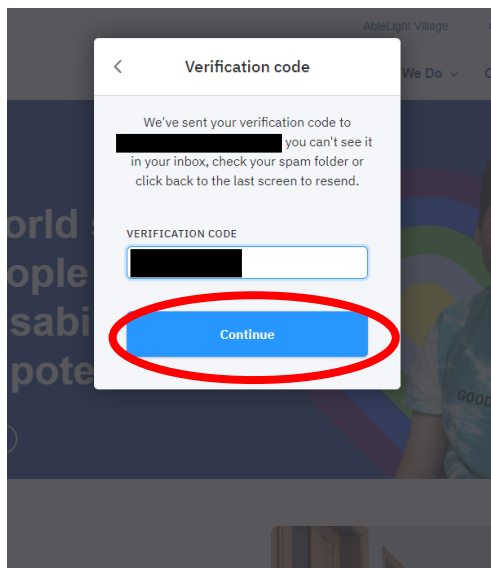 AbleLight Village
Verification code
We Do
We've sent your verification code to
you can't see it
in your inbox, check your spam folder or
click back to the last screen to resend.
orld
ople
VERIFICATION CODE
sabi
Continue
pote
GOOD